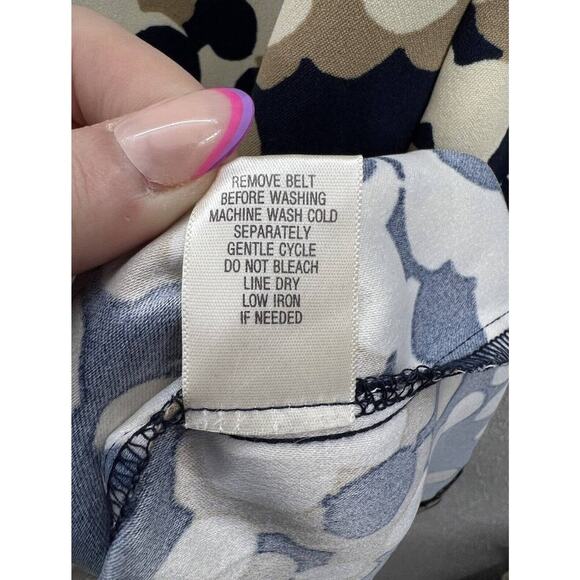 REMOVE BELT
BEFORE WASHING
MACHINE WASH COLD
SEPARATELY
GENTLE CYCLE
DO NOT BLEACH
LINE DRY
LOW IRON
IF NEEDED